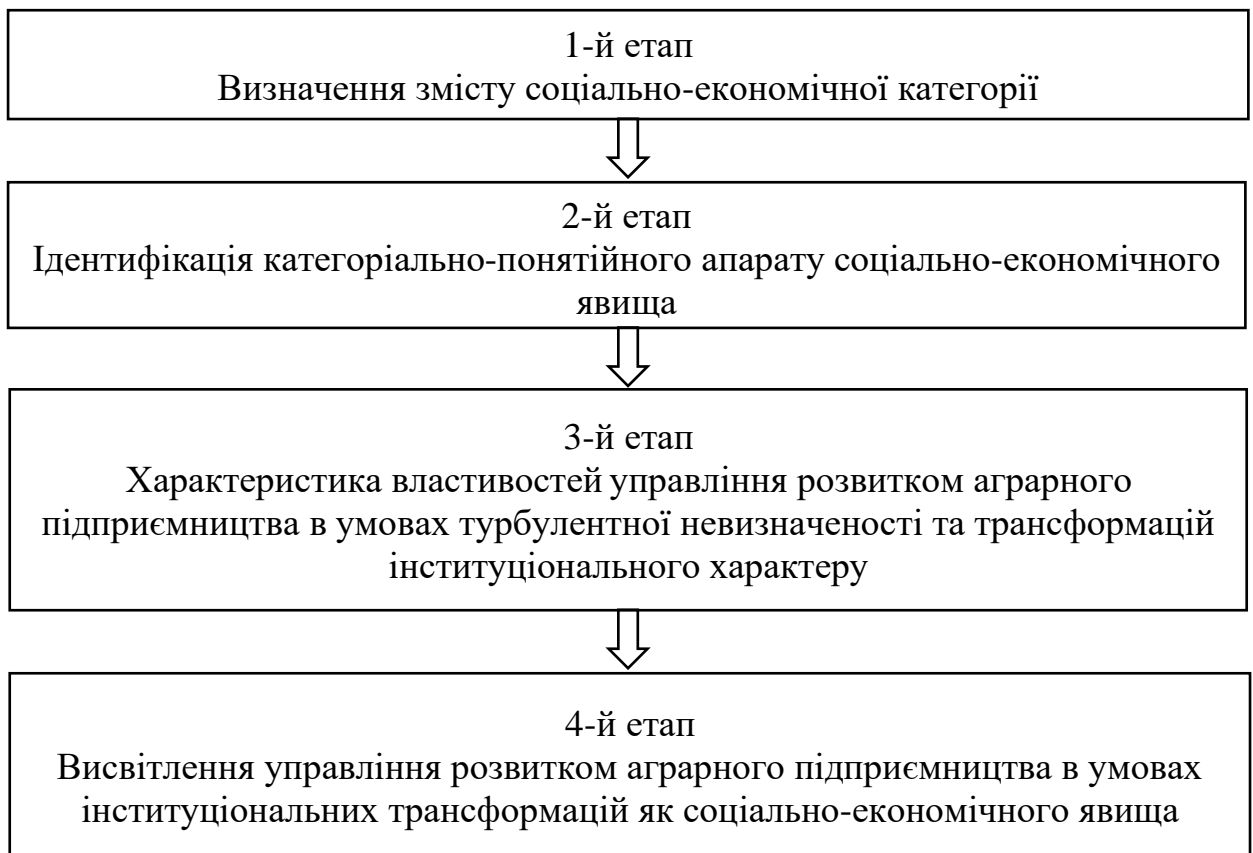 1-й етап
Визначення змісту соціально-економічної категорії
2-й етап
Ідентифікація категоріально-понятійного апарату соціально-економічного
явища
3-й етап
Характеристика властивостей управління розвитком аграрного
підприємництва в умовах турбулентної невизначеності та трансформацій
інституціонального характеру
4-й етап
Висвітлення управління розвитком аграрного підприємництва в умовах
інституціональних трансформацій як соціально-економічного явища